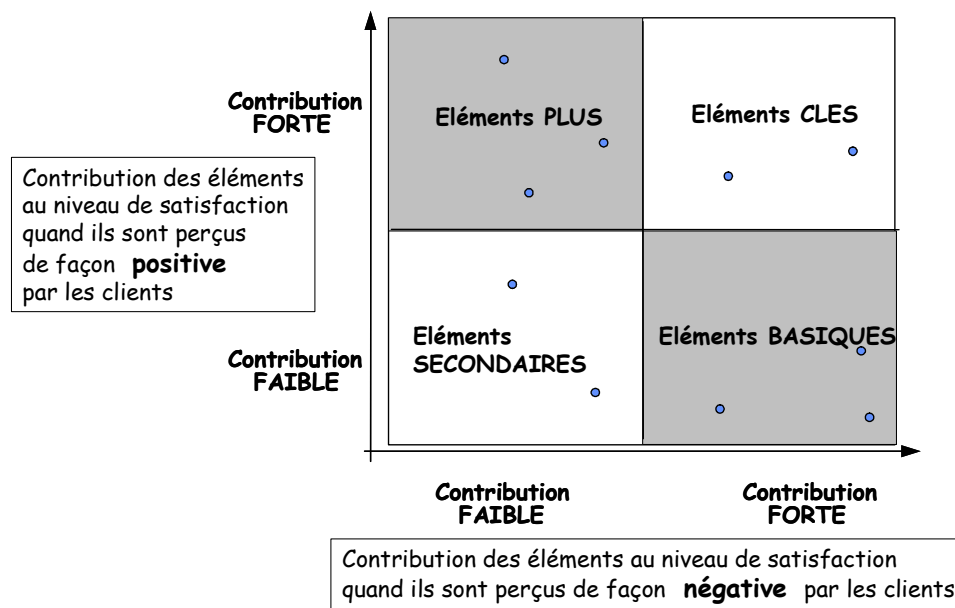 Contribution
FORTE
Eléments PLUS
Eléments CLES
Contribution des éléments
au niveau de satisfaction
quand ils sont perçus
de façon positive
par les clients
Contribution
FAIBLE
Eléments
SECONDAIRES
Eléments BASIQUES
Contribution
FAIBLE
Contribution
FORTE
Contribution des éléments au niveau de satisfaction
quand ils sont perçus de façon négative par les clients